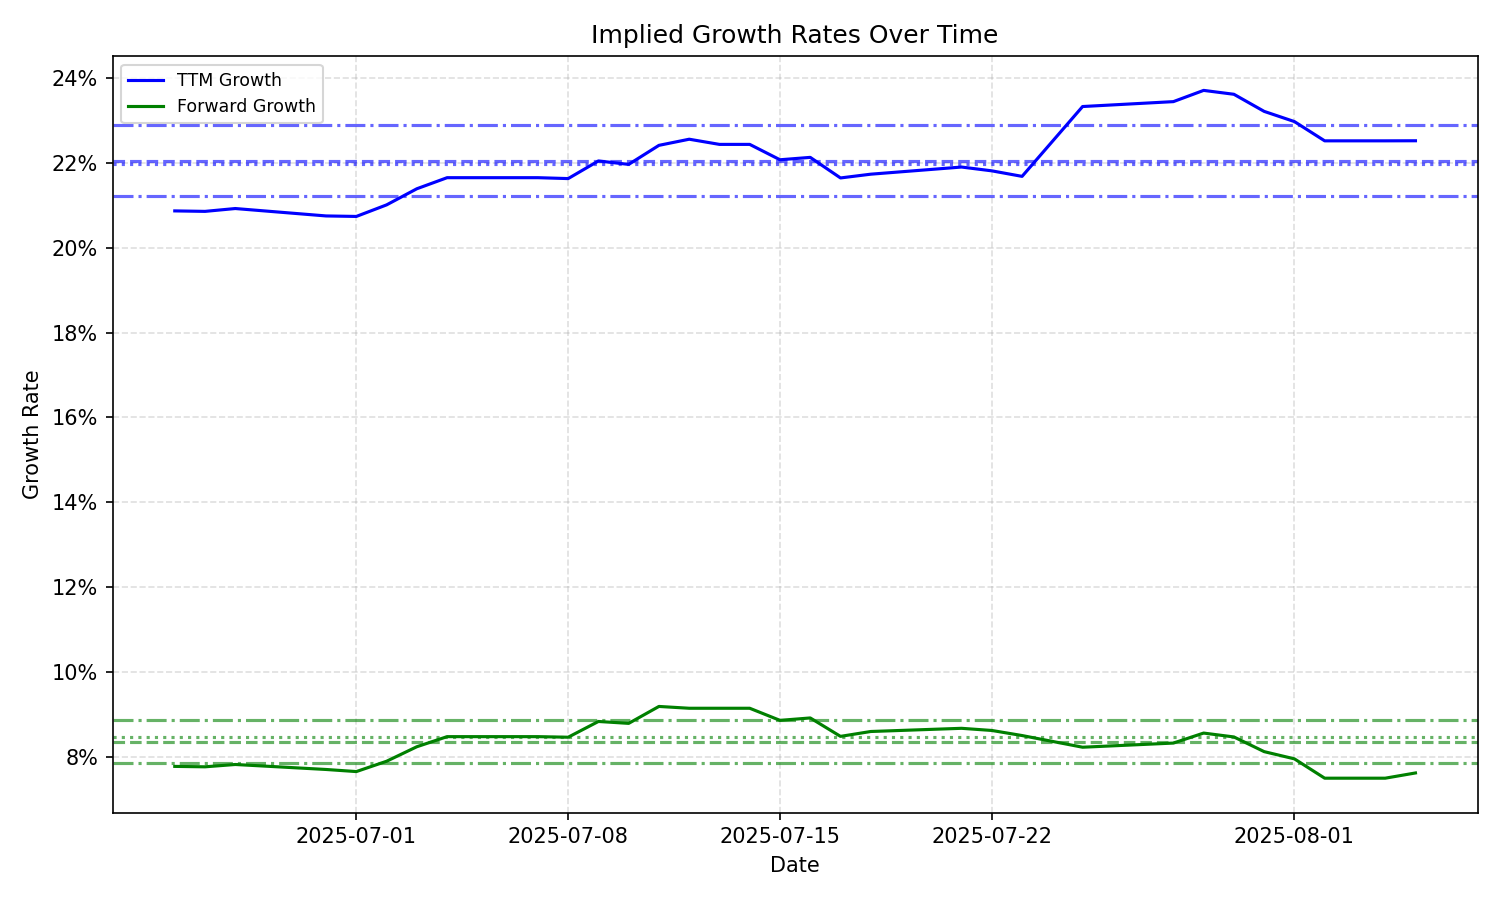 Implied Growth Rates Over Time
TTM Growth
Forward Growth
24%
22%
20%
18%
16%
14%
12%
10%
8%
Growth Rate
2025-07-01
2025-07-08
2025-07-15
2025-07-22
2025-08-01
Date